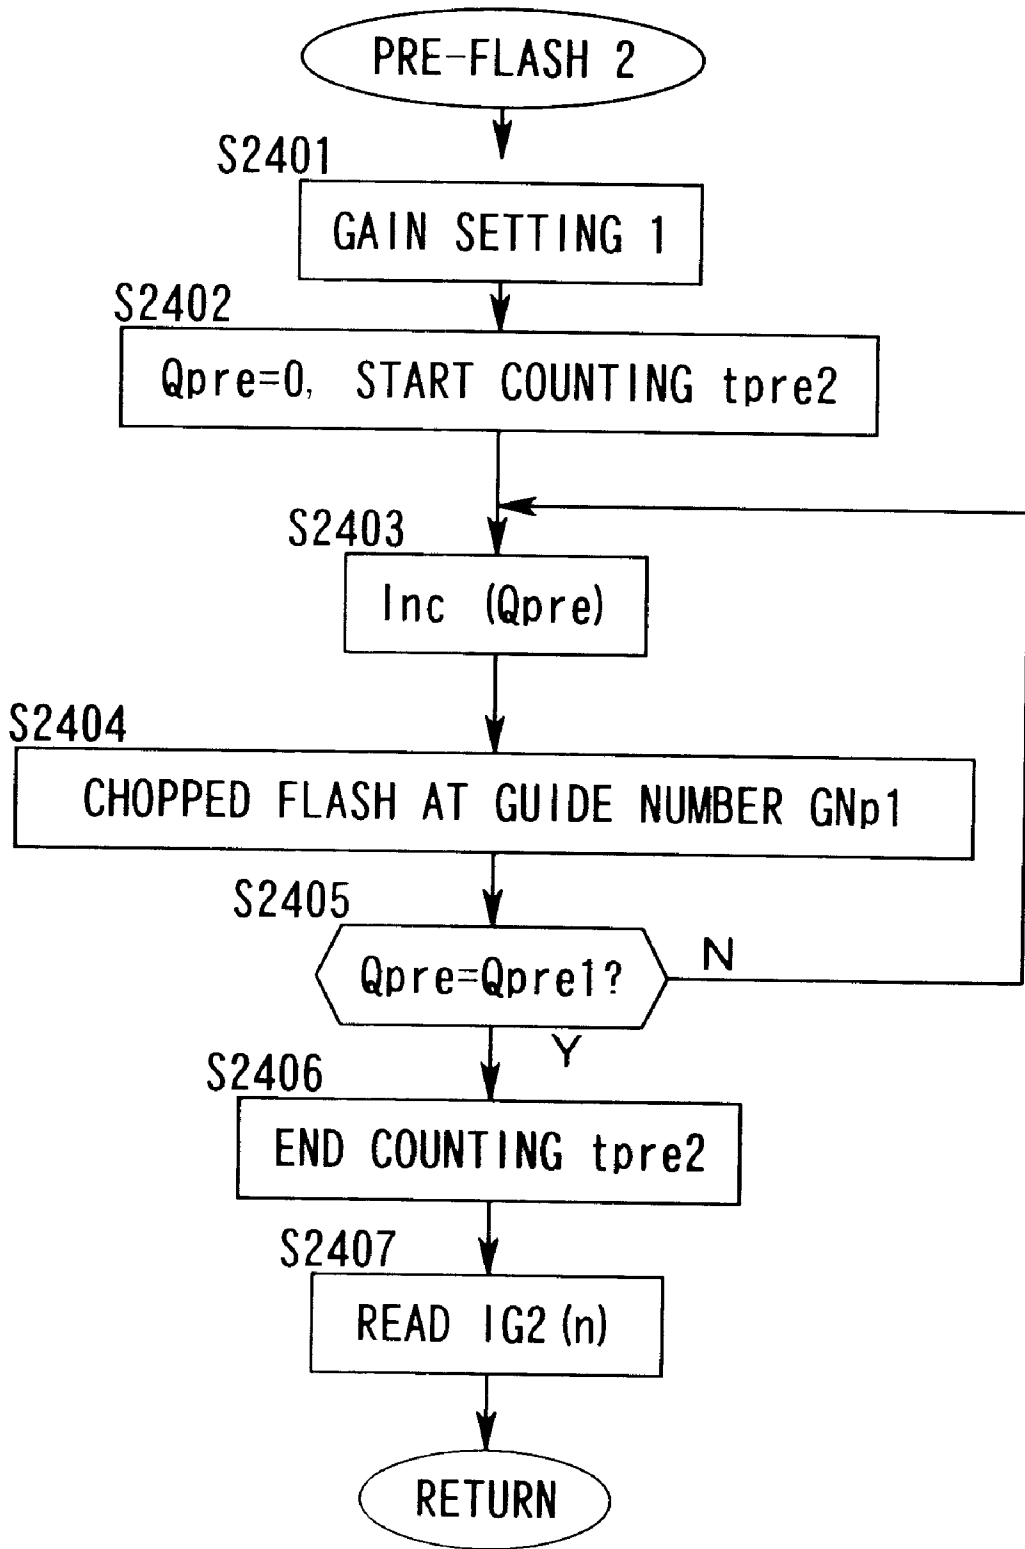 PRE-FLASH 2
S2401
GAIN SETTING 1
S2402
Qpre=0, START COUNTING tpre2
S2403
Inc (Qpre)
S2404
CHOPPED FLASH AT GUIDE NUMBER GNp1
S2405
Qpre=Qpre1?
N
Y
S2406
END COUNTING tpre2
S2407
READ IG2(n)
RETURN